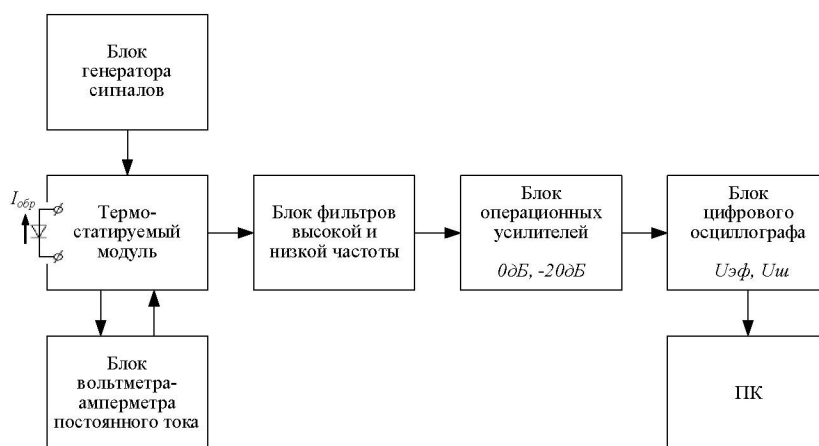 Блок
генератора
сигналов
Iобр
Термо-
статируемый
модуль
Блок фильтров
высокой и
низкой частоты
Блок
операционных
усилителей
0дБ, -20дБ
Блок
цифрового
осциллографа
Uэф, Uш
Блок
вольтметра-
амперметра
постоянного тока
ПК